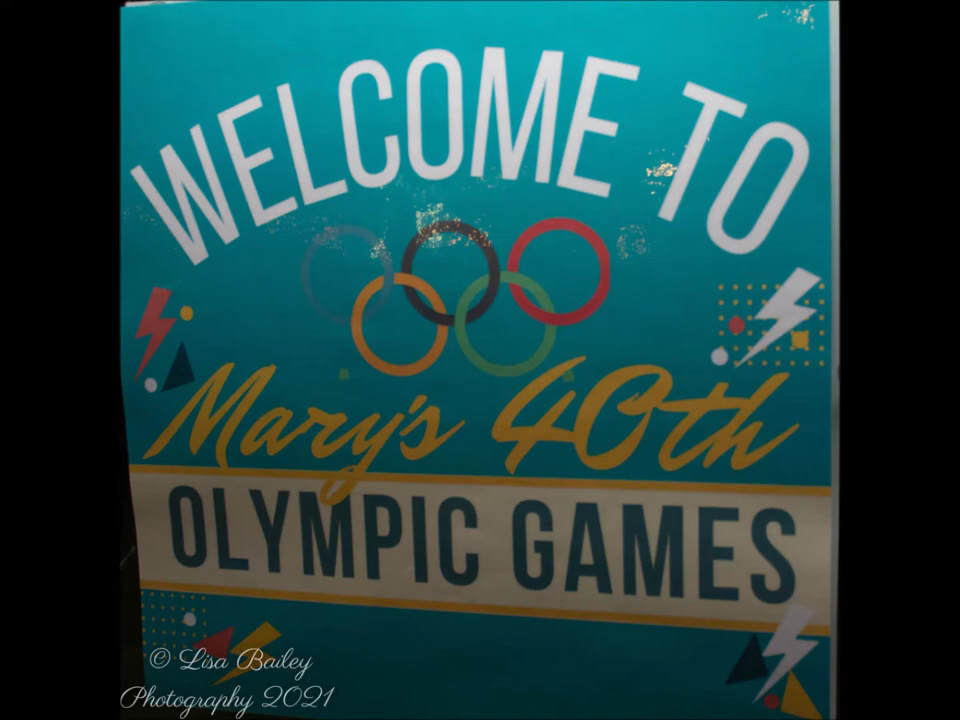 WELCOME TO
Mary's 40th
OLYMPIC GAMES
© Lisa Bailey
Photography 2021